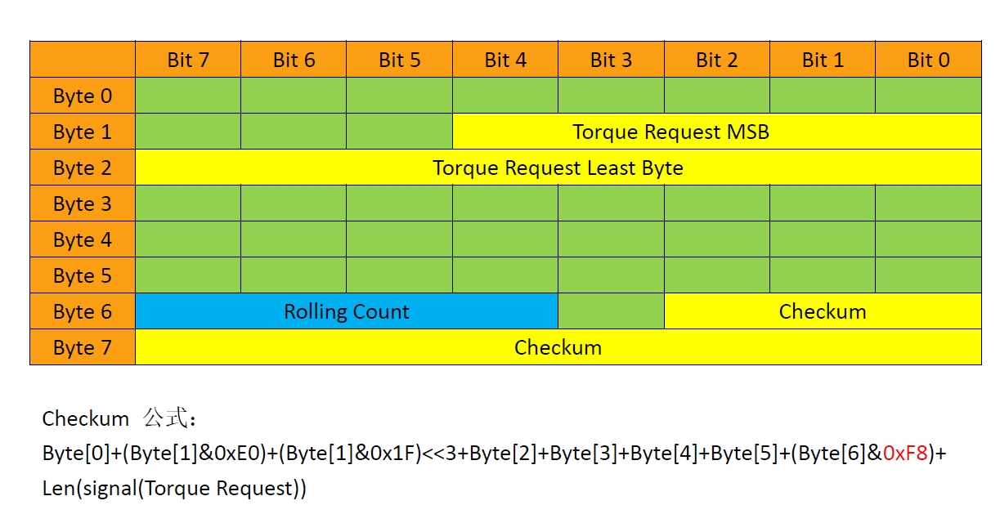 Bit 7 Bit 6 Bit 5 Bit 4 Bit 3 Bit 2 Bit 1 Bit 0
Byte 0
Byte 1 Torque Request MSB
Byte 2 Torque Request Least Byte
Byte 3
Byte 4
Byte 5
Byte 6 Rolling Count Checkum
Byte 7 Checkum
Checkum 公式：
Byte[0]+(Byte[1]&0xE0)+(Byte[1]&0x1F)<<3+Byte[2]+Byte[3]+Byte[4]+Byte[5]+(Byte[6]&0xF8)+
Len(signal(Torque Request))